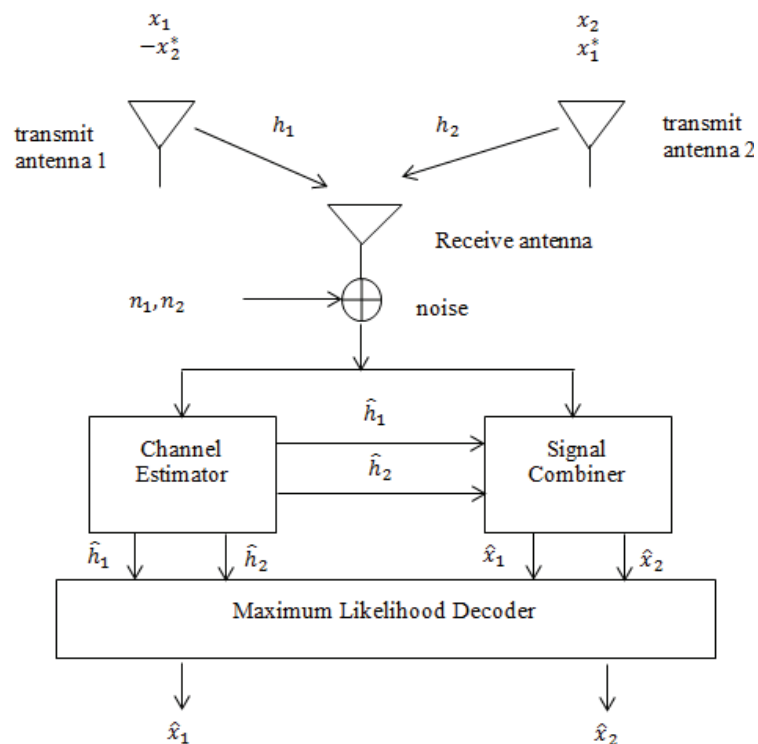 x₁ x₂
−x₂* x₁*
transmit antenna 1
h₁ h₂
transmit antenna 2
Receive antenna
n₁, n₂
noise
ĥ₁
Channel Estimator
Signal Combiner
ĥ₂
ĥ₁ ĥ₂ x̂₁ x̂₂
Maximum Likelihood Decoder
x̂₁ x̂₂